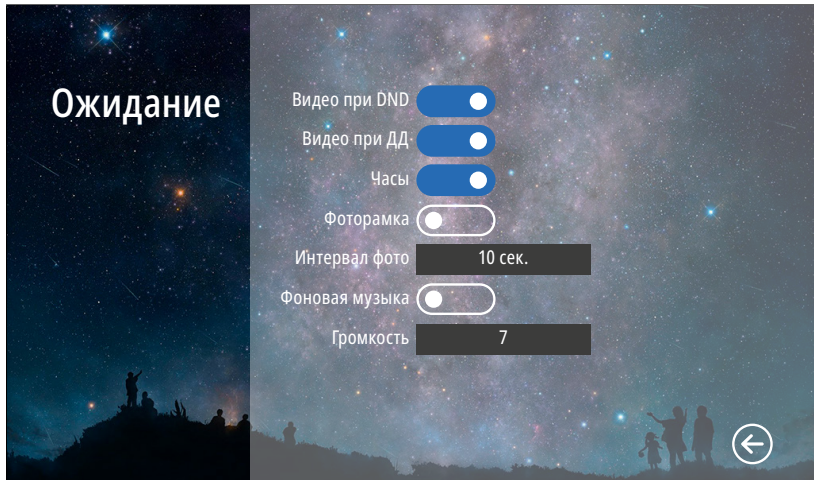 Ожидание
Видео при DND
Видео при ДД
Часы
Фоторамка
Интервал фото 10 сек.
Фоновая музыка
Громкость 7